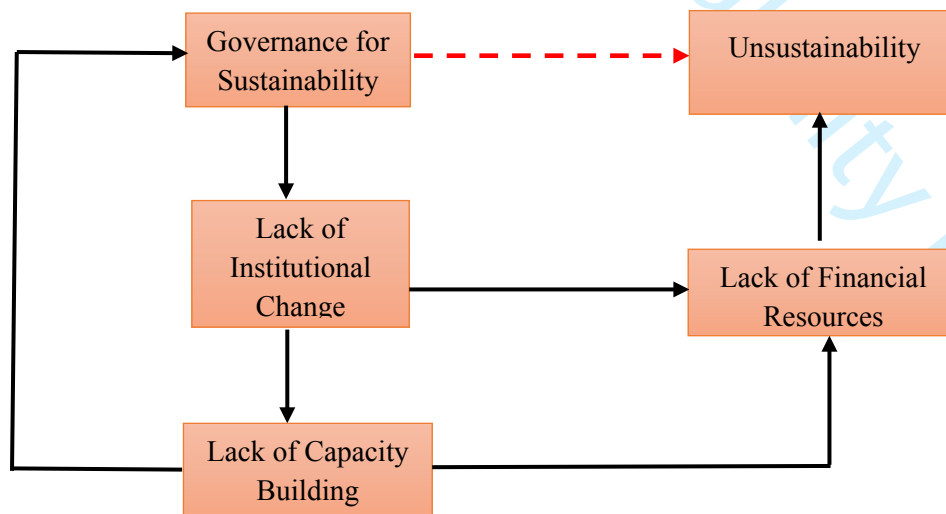 Governance for
Sustainability
Unsustainability
Lack of
Institutional
Change
Lack of Financial
Resources
Lack of Capacity
Building